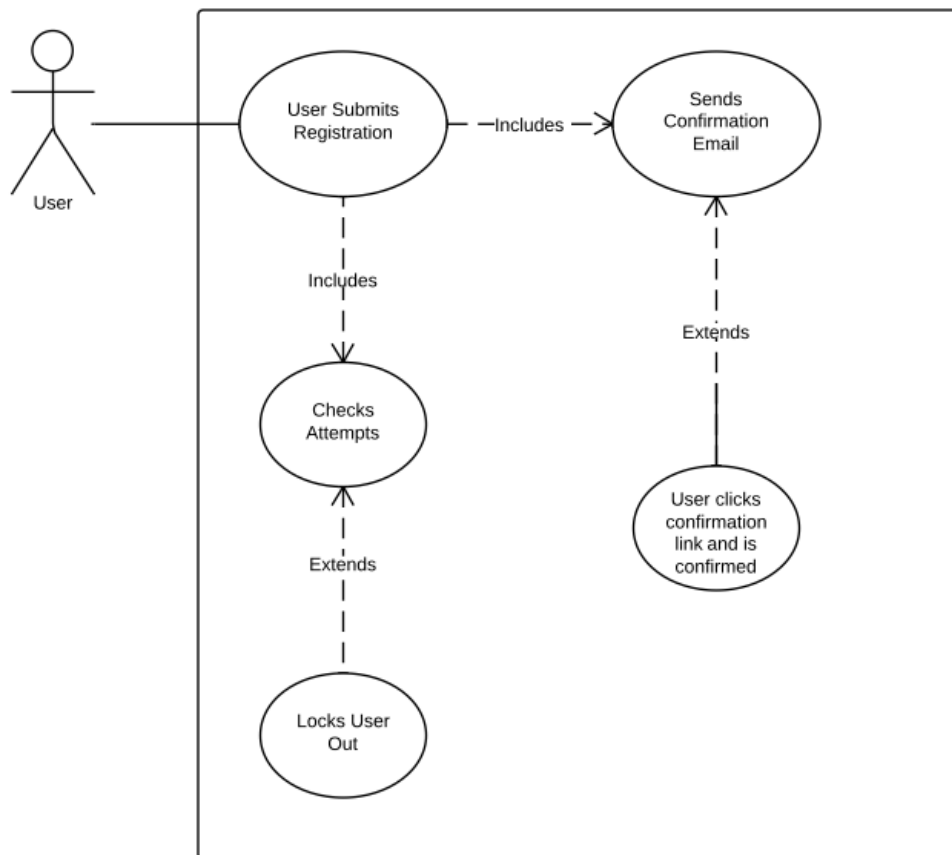 User Submits
Registration
Includes
Sends
Confirmation
Email
User
Includes
Extends
Checks
Attempts
User clicks
confirmation
link and is
confirmed
Extends
Locks User
Out